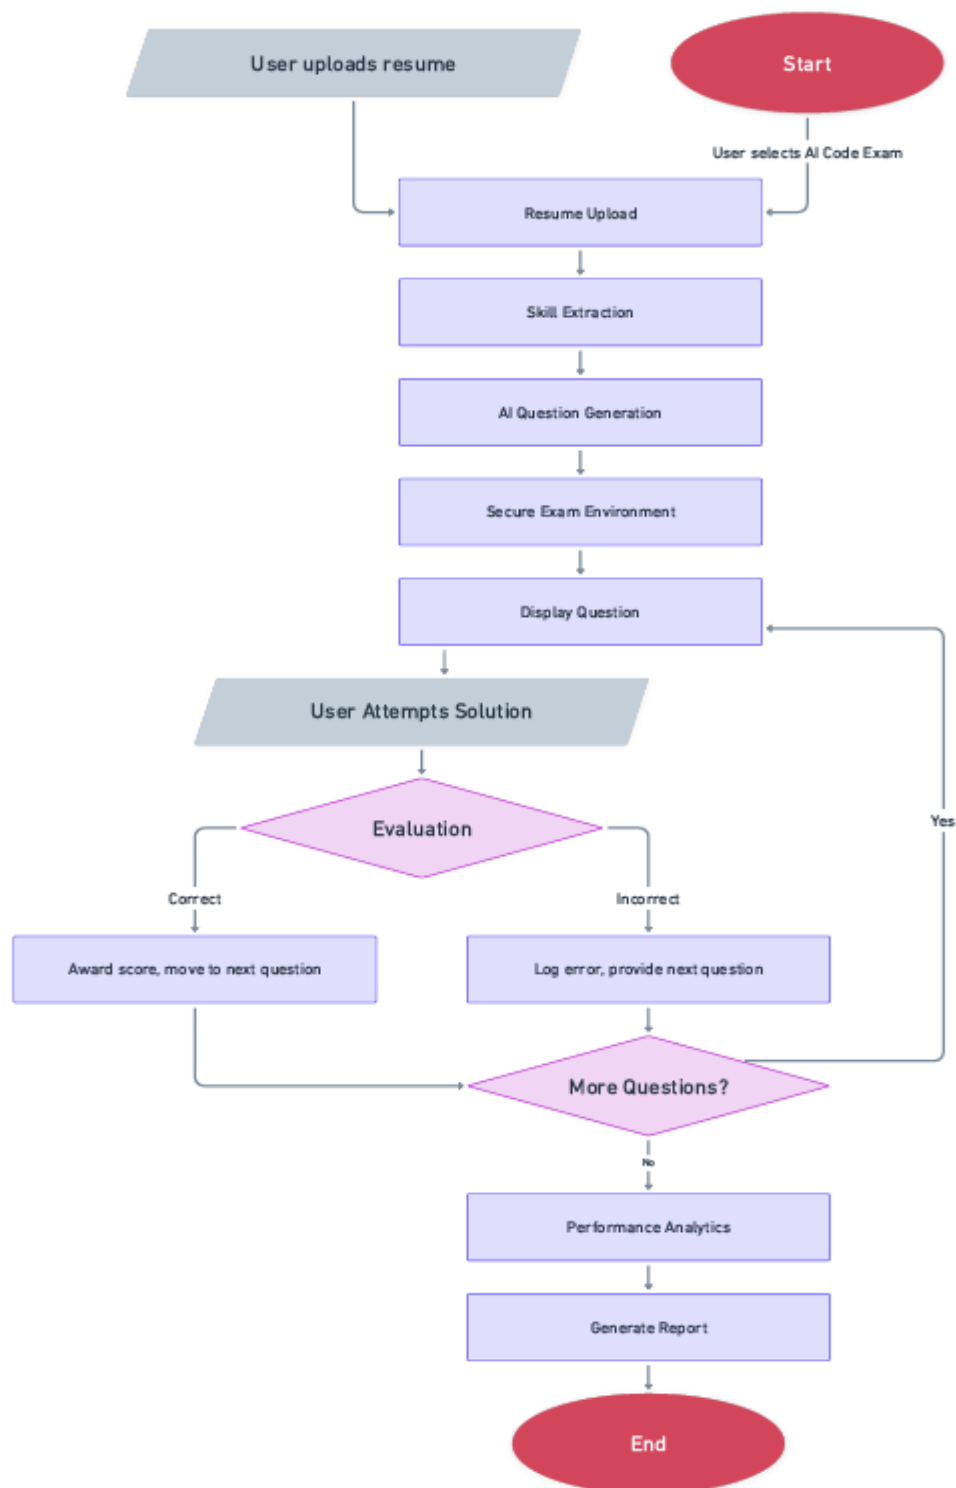 User uploads resume
Start
User selects AI Code Exam
Resume Upload
Skill Extraction
AI Question Generation
Secure Exam Environment
Display Question
User Attempts Solution
Evaluation
Yes
Correct
Incorrect
Award score, move to next question
Log error, provide next question
More Questions?
No
Performance Analytics
Generate Report
End